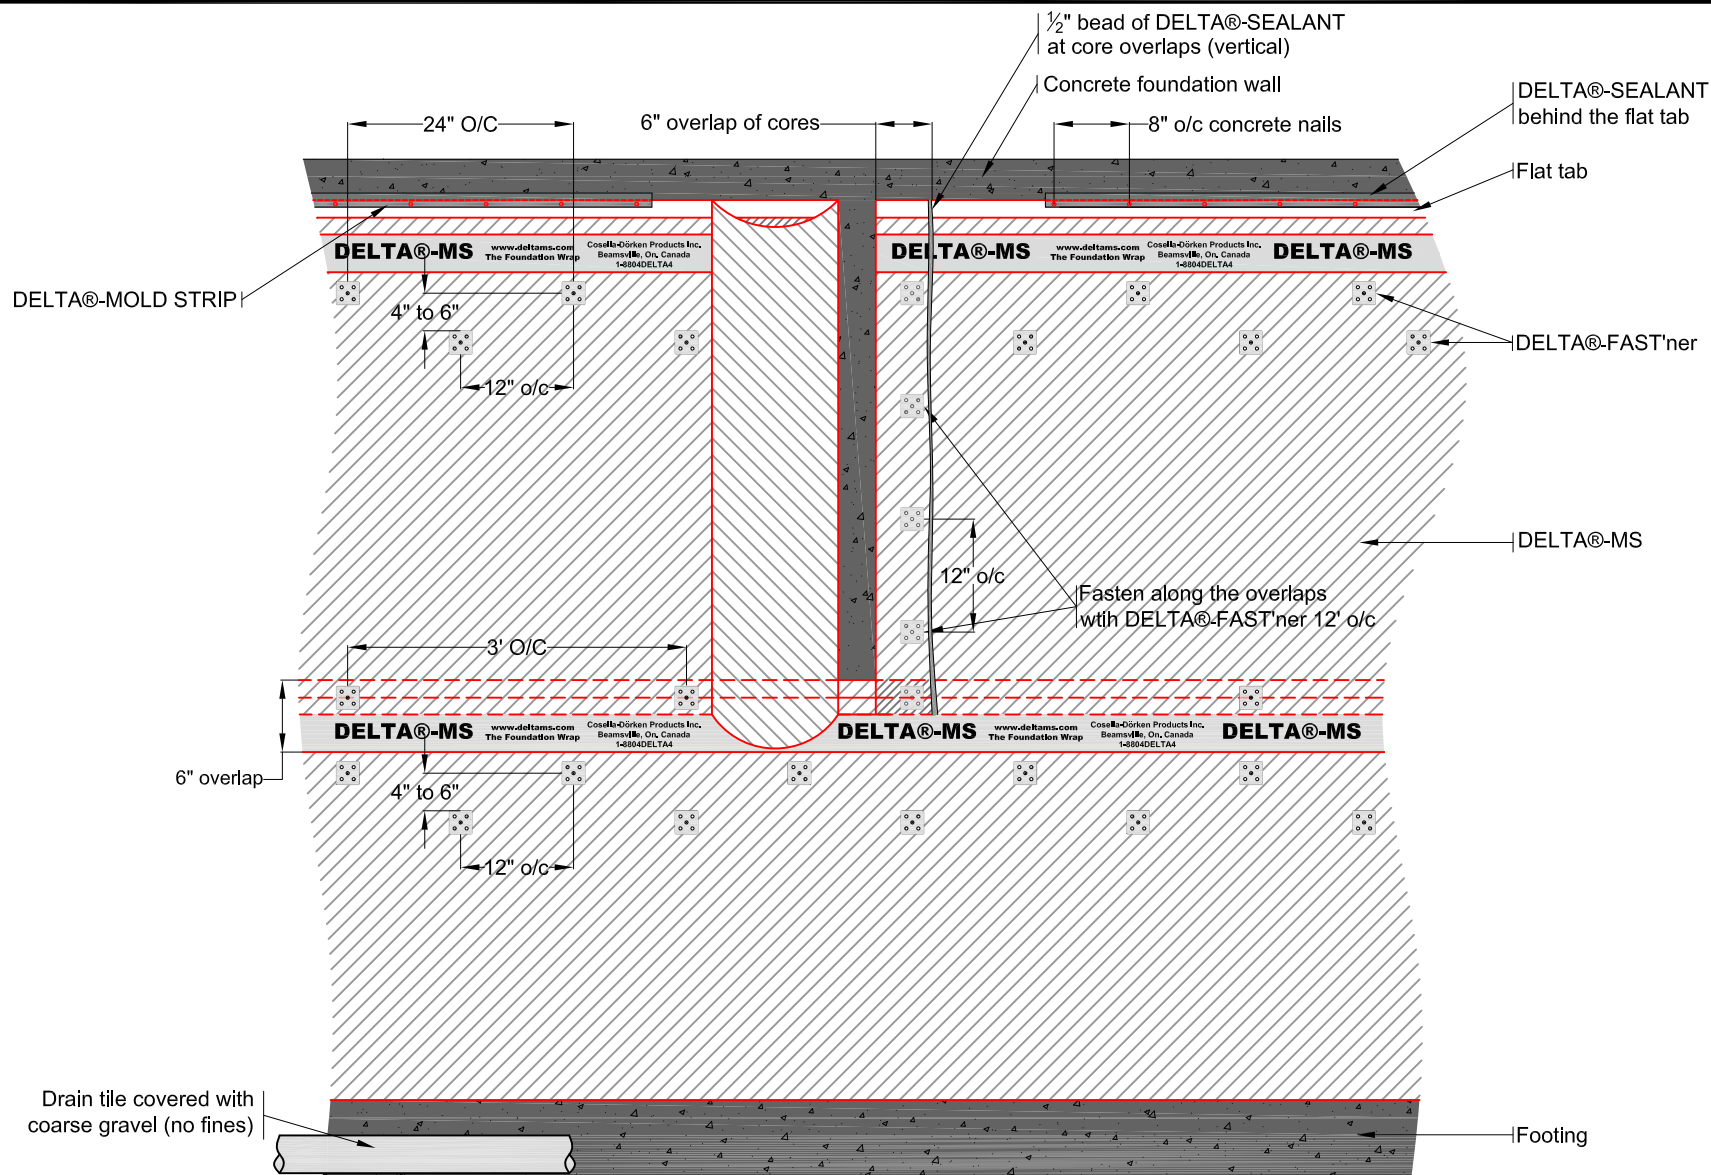 ½" bead of DELTA®-SEALANT
at core overlaps (vertical)
Concrete foundation wall
DELTA®-SEALANT
behind the flat tab
24" O/C
6" overlap of cores
8" o/c concrete nails
Flat tab
DELTA®-MS
www.deltams.com
The Foundation Wrap
Cosella-Dörken Products Inc.
Beamsville, On. Canada
1-8804DELTA4
DELTA®-MS
www.deltams.com
The Foundation Wrap
Cosella-Dörken Products Inc.
Beamsville, On. Canada
1-8804DELTA4
DELTA®-MS
DELTA®-MOLD STRIP
4" to 6"
DELTA®-FAST'ner
12" o/c
DELTA®-MS
12" o/c
Fasten along the overlaps
wtih DELTA®-FAST'ner 12' o/c
3' O/C
DELTA®-MS
www.deltams.com
The Foundation Wrap
Cosella-Dörken Products Inc.
Beamsville, On. Canada
1-8804DELTA4
DELTA®-MS
www.deltams.com
The Foundation Wrap
Cosella-Dörken Products Inc.
Beamsville, On. Canada
1-8804DELTA4
DELTA®-MS
6" overlap
4" to 6"
12" o/c
Drain tile covered with
coarse gravel (no fines)
Footing